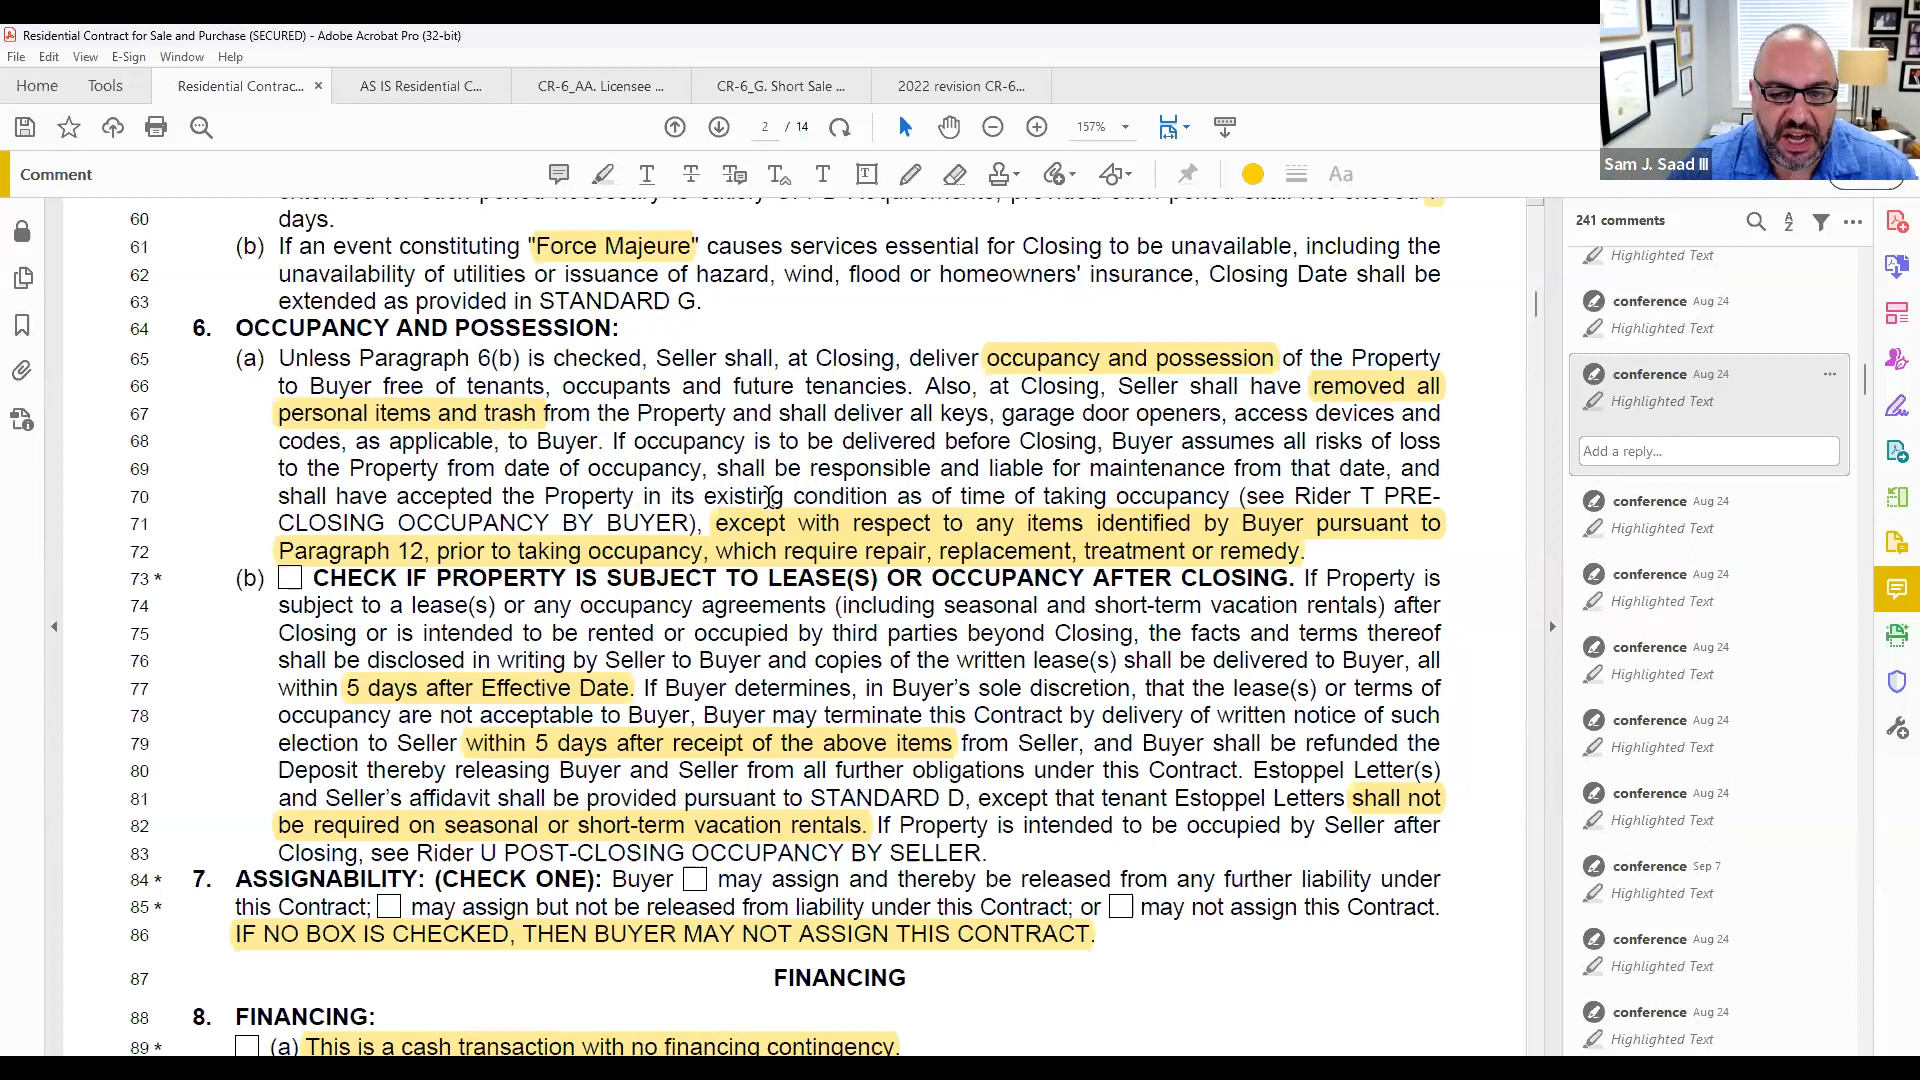 Residential Contract for Sale and Purchase (SECURED) - Adobe Acrobat Pro (32-bit)
File Edit View E-Sign Window Help
Home Tools Residential Contrac... × AS IS Residential C... CR-6_AA. Licensee ... CR-6_G. Short Sale ... 2022 revision CR-6...
2 / 14 157%
Comment
Sam J. Saad III
60 days.
61 (b) If an event constituting "Force Majeure" causes services essential for Closing to be unavailable, including the
62 unavailability of utilities or issuance of hazard, wind, flood or homeowners' insurance, Closing Date shall be
63 extended as provided in STANDARD G.
64 6. OCCUPANCY AND POSSESSION:
65 (a) Unless Paragraph 6(b) is checked, Seller shall, at Closing, deliver occupancy and possession of the Property
66 to Buyer free of tenants, occupants and future tenancies. Also, at Closing, Seller shall have removed all
67 personal items and trash from the Property and shall deliver all keys, garage door openers, access devices and
68 codes, as applicable, to Buyer. If occupancy is to be delivered before Closing, Buyer assumes all risks of loss
69 to the Property from date of occupancy, shall be responsible and liable for maintenance from that date, and
70 shall have accepted the Property in its existing condition as of time of taking occupancy (see Rider T PRE-
71 CLOSING OCCUPANCY BY BUYER), except with respect to any items identified by Buyer pursuant to
72 Paragraph 12, prior to taking occupancy, which require repair, replacement, treatment or remedy.
73 * (b) CHECK IF PROPERTY IS SUBJECT TO LEASE(S) OR OCCUPANCY AFTER CLOSING. If Property is
74 subject to a lease(s) or any occupancy agreements (including seasonal and short-term vacation rentals) after
75 Closing or is intended to be rented or occupied by third parties beyond Closing, the facts and terms thereof
76 shall be disclosed in writing by Seller to Buyer and copies of the written lease(s) shall be delivered to Buyer, all
77 within 5 days after Effective Date. If Buyer determines, in Buyer's sole discretion, that the lease(s) or terms of
78 occupancy are not acceptable to Buyer, Buyer may terminate this Contract by delivery of written notice of such
79 election to Seller within 5 days after receipt of the above items from Seller, and Buyer shall be refunded the
80 Deposit thereby releasing Buyer and Seller from all further obligations under this Contract. Estoppel Letter(s)
81 and Seller's affidavit shall be provided pursuant to STANDARD D, except that tenant Estoppel Letters shall not
82 be required on seasonal or short-term vacation rentals. If Property is intended to be occupied by Seller after
83 Closing, see Rider U POST-CLOSING OCCUPANCY BY SELLER.
84 * 7. ASSIGNABILITY: (CHECK ONE): Buyer may assign and thereby be released from any further liability under
85 * this Contract; may assign but not be released from liability under this Contract; or may not assign this Contract.
86 IF NO BOX IS CHECKED, THEN BUYER MAY NOT ASSIGN THIS CONTRACT.
87 FINANCING
88 8. FINANCING:
89 * (a) This is a cash transaction with no financing contingency.
241 comments
Highlighted Text
conference Aug 24
Highlighted Text
conference Aug 24
Highlighted Text
Add a reply...
conference Aug 24
Highlighted Text
conference Aug 24
Highlighted Text
conference Aug 24
Highlighted Text
conference Aug 24
Highlighted Text
conference Aug 24
Highlighted Text
conference Sep 7
Highlighted Text
conference Aug 24
Highlighted Text
conference Aug 24
Highlighted Text